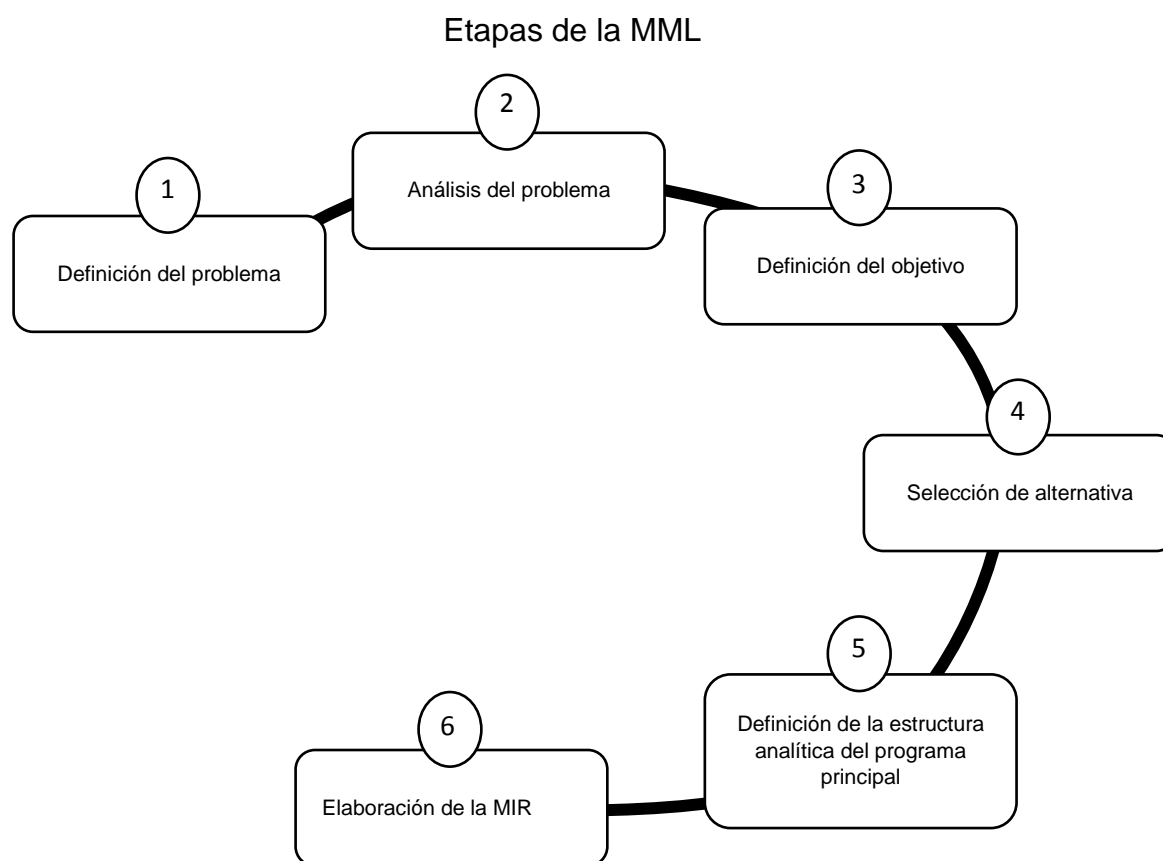 Etapas de la MML
1
Definición del problema
2
Análisis del problema
3
Definición del objetivo
4
Selección de alternativa
5
Definición de la estructura
analítica del programa
principal
6
Elaboración de la MIR